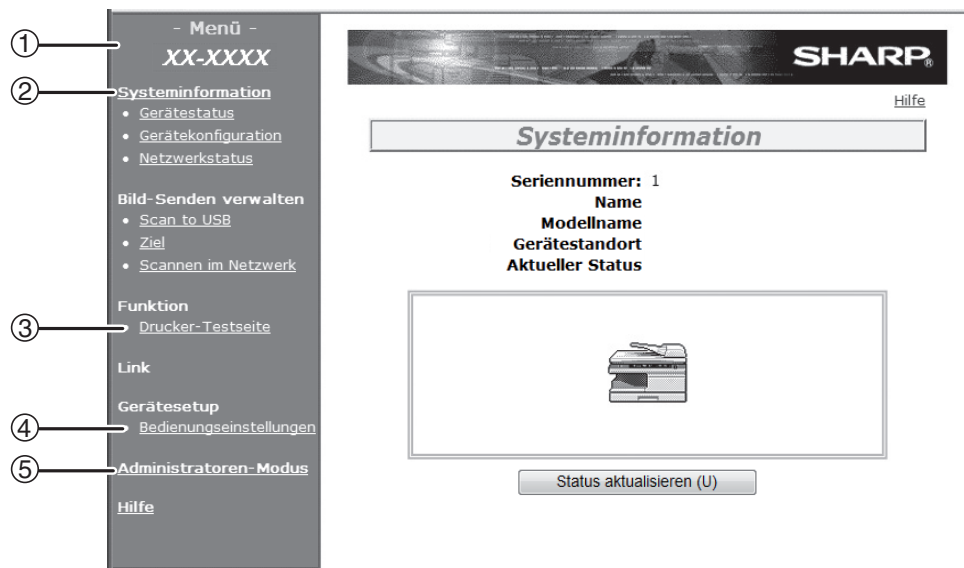 - Menü -
① XX-XXXX
② Systeminformation
Gerätestatus
Gerätekonfiguration
Netzwerkstatus
Bild-Senden verwalten
Scan to USB
Ziel
Scannen im Netzwerk
Funktion
③ Drucker-Testseite
Link
Gerätesetup
④ Bedienungseinstellungen
⑤ Administratoren-Modus
Hilfe
SHARP®
Hilfe
Systeminformation
Seriennummer: 1
Name
Modellname
Gerätestandort
Aktueller Status
Status aktualisieren (U)